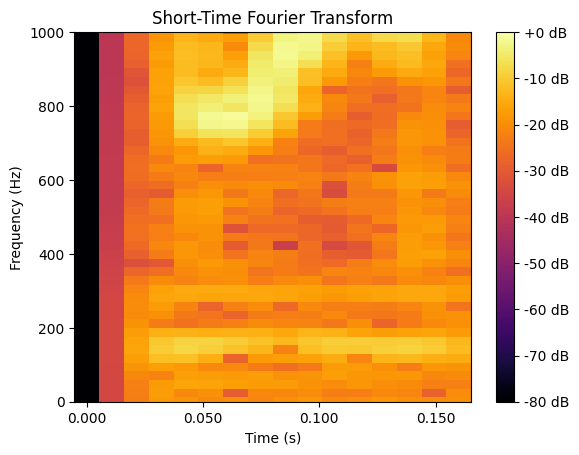 Short-Time Fourier Transform
1000
800
600
400
200
0
Frequency (Hz)
0.000
0.050
0.100
0.150
Time (s)
+0 dB
-10 dB
-20 dB
-30 dB
-40 dB
-50 dB
-60 dB
-70 dB
-80 dB